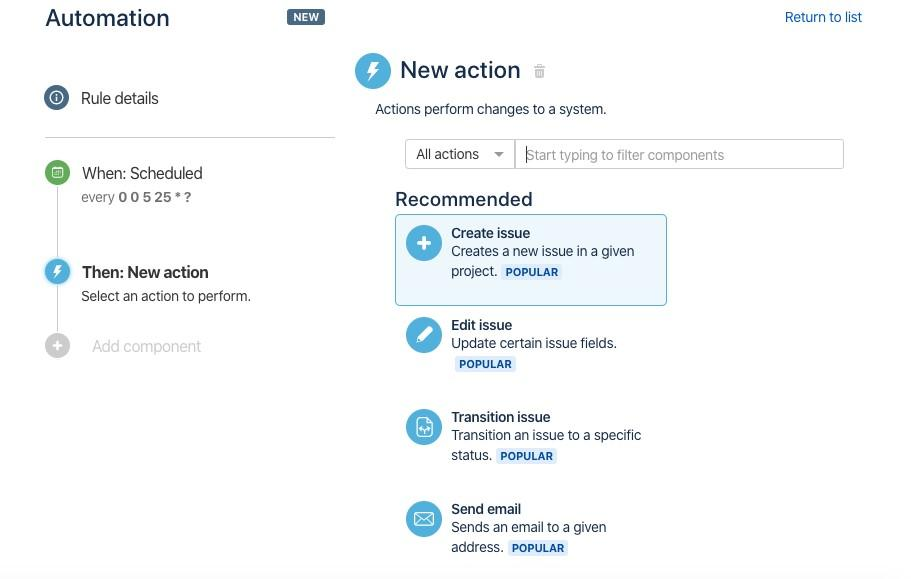 Automation
NEW
Return to list
Rule details
When: Scheduled
every 0 0 5 25 * ?
Then: New action
Select an action to perform.
Add component
New action
Actions perform changes to a system.
All actions
Start typing to filter components
Recommended
Create issue
Creates a new issue in a given
project. POPULAR
Edit issue
Update certain issue fields.
POPULAR
Transition issue
Transition an issue to a specific
status. POPULAR
Send email
Sends an email to a given
address. POPULAR